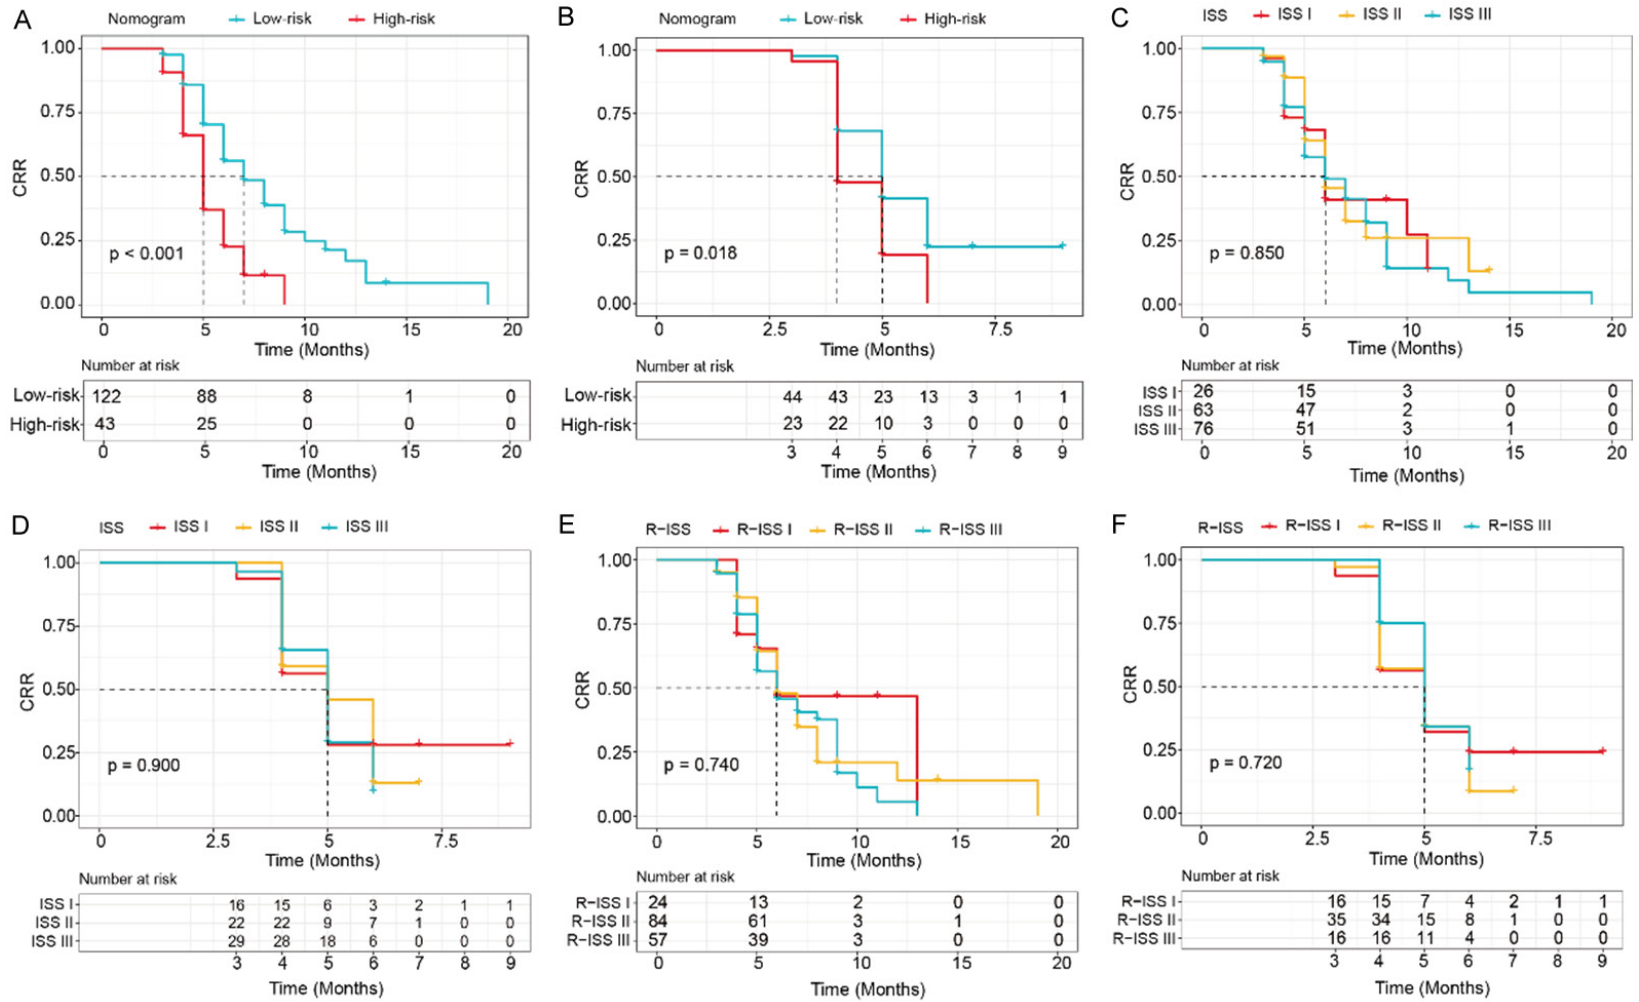 A
Nomogram Low-risk High-risk
1.00
0.75
0.50
0.25
0.00
CRR
p < 0.001
0 5 10 15 20
Time (Months)
Number at risk
Low-risk 122 88 8 1 0
High-risk 43 25 0 0 0
0 5 10 15 20
Time (Months)
B
Nomogram Low-risk High-risk
1.00
0.75
0.50
0.25
0.00
CRR
p = 0.018
0 2.5 5 7.5
Time (Months)
Number at risk
Low-risk 44 43 23 13 3 1 1
High-risk 23 22 10 3 0 0 0
3 4 5 6 7 8 9
Time (Months)
C
ISS ISS I ISS II ISS III
1.00
0.75
0.50
0.25
0.00
CRR
p = 0.850
0 5 10 15 20
Time (Months)
Number at risk
ISS I 26 15 3 0 0
ISS II 63 47 2 0 0
ISS III 76 51 3 1 0
0 5 10 15 20
Time (Months)
D
ISS ISS I ISS II ISS III
1.00
0.75
0.50
0.25
0.00
CRR
p = 0.900
0 2.5 5 7.5
Time (Months)
Number at risk
ISS I 16 15 6 3 2 1 1
ISS II 22 22 9 7 1 0 0
ISS III 29 28 18 6 0 0 0
3 4 5 6 7 8 9
Time (Months)
E
R-ISS R-ISS I R-ISS II R-ISS III
1.00
0.75
0.50
0.25
0.00
CRR
p = 0.740
0 5 10 15 20
Time (Months)
Number at risk
R-ISS I 24 13 2 0 0
R-ISS II 84 61 3 1 0
R-ISS III 57 39 3 0 0
0 5 10 15 20
Time (Months)
F
R-ISS R-ISS I R-ISS II R-ISS III
1.00
0.75
0.50
0.25
0.00
CRR
p = 0.720
0 2.5 5 7.5
Time (Months)
Number at risk
R-ISS I 16 15 7 4 2 1 1
R-ISS II 35 34 15 8 1 0 0
R-ISS III 16 16 11 4 0 0 0
3 4 5 6 7 8 9
Time (Months)